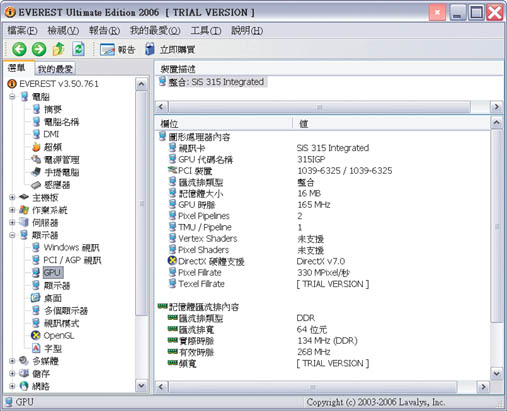 EVEREST Ultimate Edition 2006 [ TRIAL VERSION ]
檔案(F) 檢視(V) 報告(R) 我的最愛(O) 工具(T) 說明(H)
報告 立即購買
選單 我的最愛
EVEREST v3.50.761
電腦
摘要
電腦名稱
DMI
超頻
電源管理
手提電腦
感應器
主機板
作業系統
伺服器
顯示器
Windows 視訊
PCI / AGP 視訊
GPU
顯示器
桌面
多個顯示器
視訊模式
OpenGL
字型
多媒體
儲存
網路
裝置描述
整合: SiS 315 Integrated
欄位 值
圖形處理器內容
視訊卡 SiS 315 Integrated
GPU 代碼名稱 315IGP
PCI 裝置 1039-6325 / 1039-6325
匯流排類型 整合
記憶體大小 16 MB
GPU 時脈 165 MHz
Pixel Pipelines 2
TMU / Pipeline 1
Vertex Shaders 未支援
Pixel Shaders 未支援
DirectX 硬體支援 DirectX v7.0
Pixel Fillrate 330 MPixel/秒
Texel Fillrate [ TRIAL VERSION ]
記憶體匯流排內容
匯流排類型 DDR
匯流排寬 64 位元
實際時脈 134 MHz (DDR)
有效時脈 268 MHz
頻寬 [ TRIAL VERSION ]
GPU
Copyright (c) 2003-2006 Lavalys, Inc.